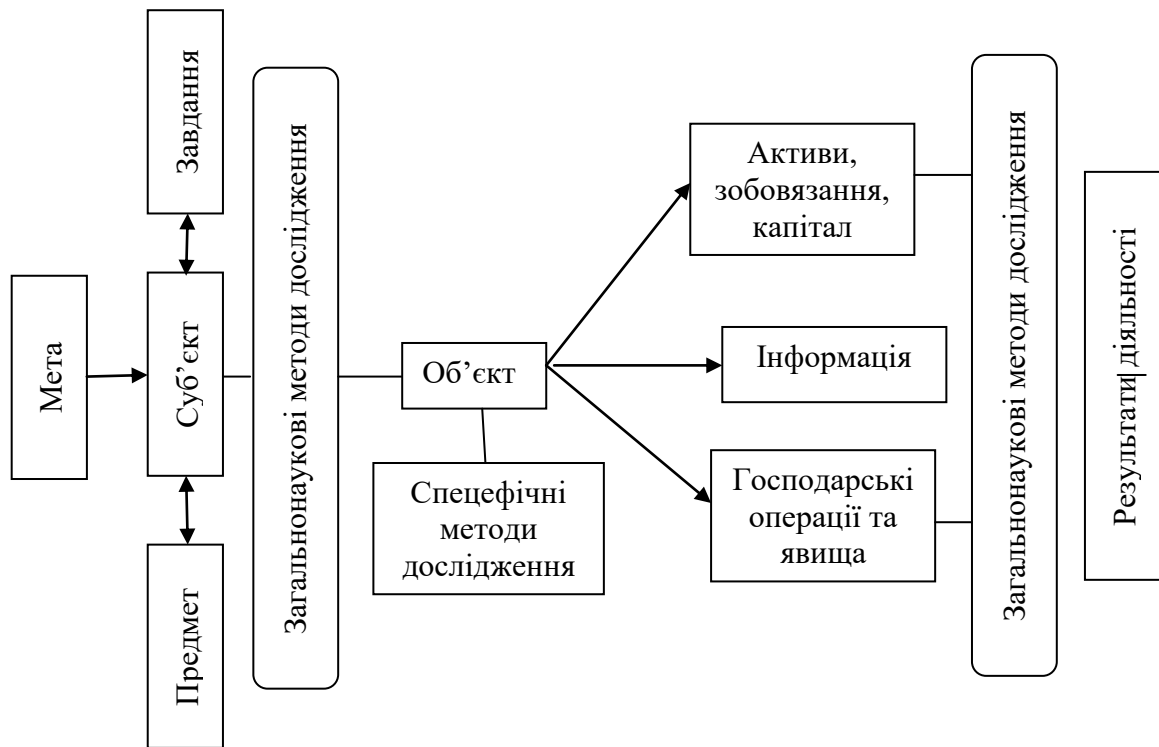 Мета
Завдання
Суб’єкт
Предмет
Загальнонаукові методи дослідження
Об’єкт
Спецефічні
методи
дослідження
Активи,
зобовязання,
капітал
Інформація
Господарські
операції та
явища
Загальнонаукові методи дослідження
Результати діяльності